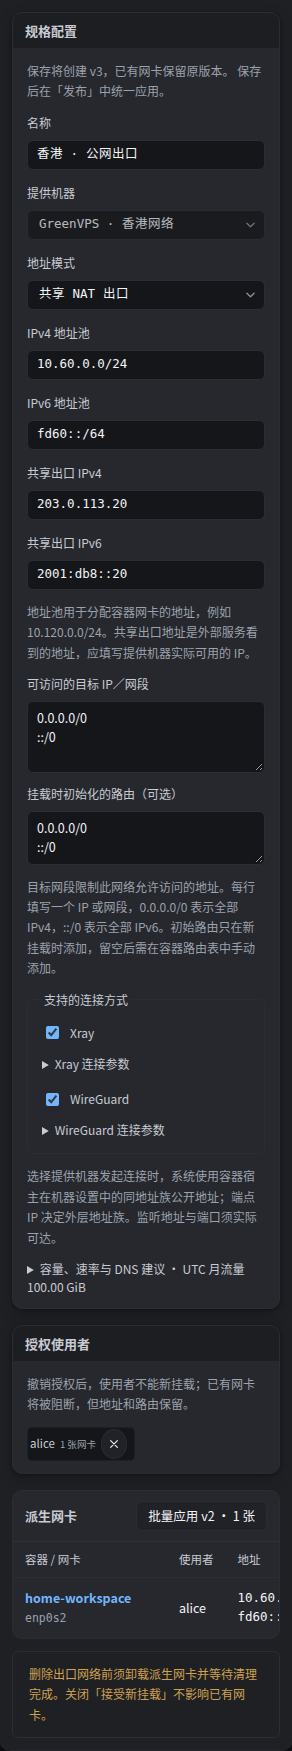 规格配置
保存将创建 v3，已有网卡保留原版本。 保存
后在「发布」中统一应用。
名称
香港 · 公网出口
提供机器
GreenVPS · 香港网络
地址模式
共享 NAT 出口
IPv4 地址池
10.60.0.0/24
IPv6 地址池
fd60::/64
共享出口 IPv4
203.0.113.20
共享出口 IPv6
2001:db8::20
地址池用于分配容器网卡的地址，例如
10.120.0.0/24。共享出口地址是外部服务看
到的地址，应填写提供机器实际可用的 IP。
可访问的目标 IP／网段
0.0.0.0/0
::/0
挂载时初始化的路由（可选）
0.0.0.0/0
::/0
目标网段限制此网络允许访问的地址。每行
填写一个 IP 或网段，0.0.0.0/0 表示全部
IPv4，::/0 表示全部 IPv6。初始路由只在新
挂载时添加，留空后需在容器路由表中手动
添加。
支持的连接方式
Xray
Xray 连接参数
WireGuard
WireGuard 连接参数
选择提供机器发起连接时，系统使用容器宿
主在机器设置中的同地址族公开地址；端点
IP 决定外层地址族。监听地址与端口须实际
可达。
容量、速率与 DNS 建议 · UTC 月流量
100.00 GiB
授权使用者
撤销授权后，使用者不能新挂载；已有网卡
将被阻断，但地址和路由保留。
alice 1 张网卡 ×
派生网卡 批量应用 v2 · 1 张
容器 / 网卡 使用者 地址
home-workspace alice 10.60.
enp0s2 fd60::
删除出口网络前须卸载派生网卡并等待清理
完成。关闭「接受新挂载」不影响已有网
卡。